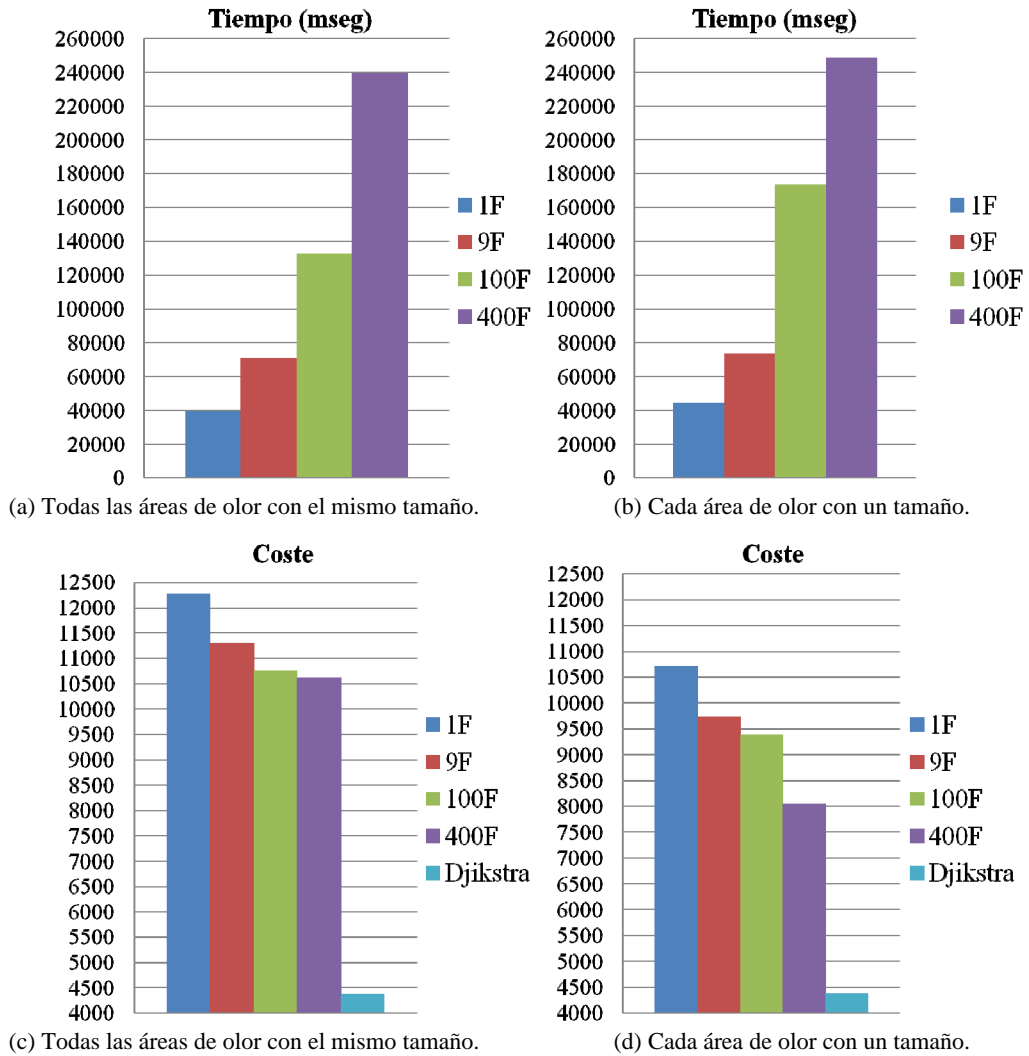 Tiempo (mseg)
260000
240000
220000
200000
180000
160000
140000
120000
100000
80000
60000
40000
20000
0
1F
9F
100F
400F
(a) Todas las áreas de olor con el mismo tamaño.
Tiempo (mseg)
260000
240000
220000
200000
180000
160000
140000
120000
100000
80000
60000
40000
20000
0
1F
9F
100F
400F
(b) Cada área de olor con un tamaño.
Coste
12500
12000
11500
11000
10500
10000
9500
9000
8500
8000
7500
7000
6500
6000
5500
5000
4500
4000
1F
9F
100F
400F
Djikstra
(c) Todas las áreas de olor con el mismo tamaño.
Coste
12500
12000
11500
11000
10500
10000
9500
9000
8500
8000
7500
7000
6500
6000
5500
5000
4500
4000
1F
9F
100F
400F
Djikstra
(d) Cada área de olor con un tamaño.